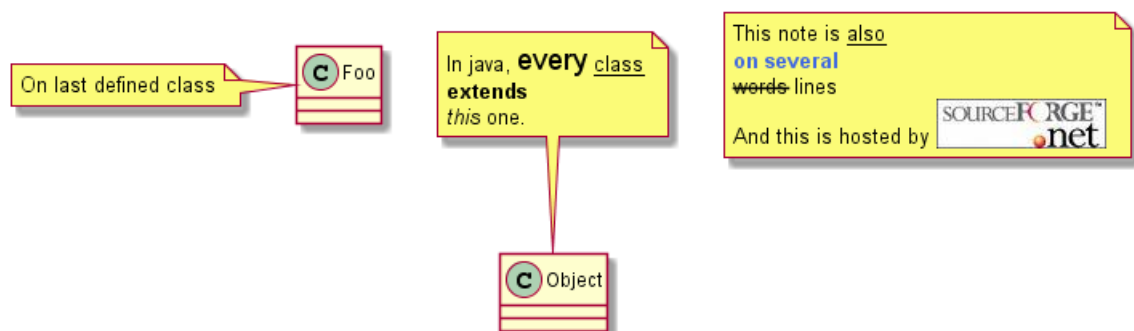 On last defined class
C Foo
In java, every class
extends
this one.
C Object
This note is also
on several
words lines
And this is hosted by SOURCEFORGE™
.net